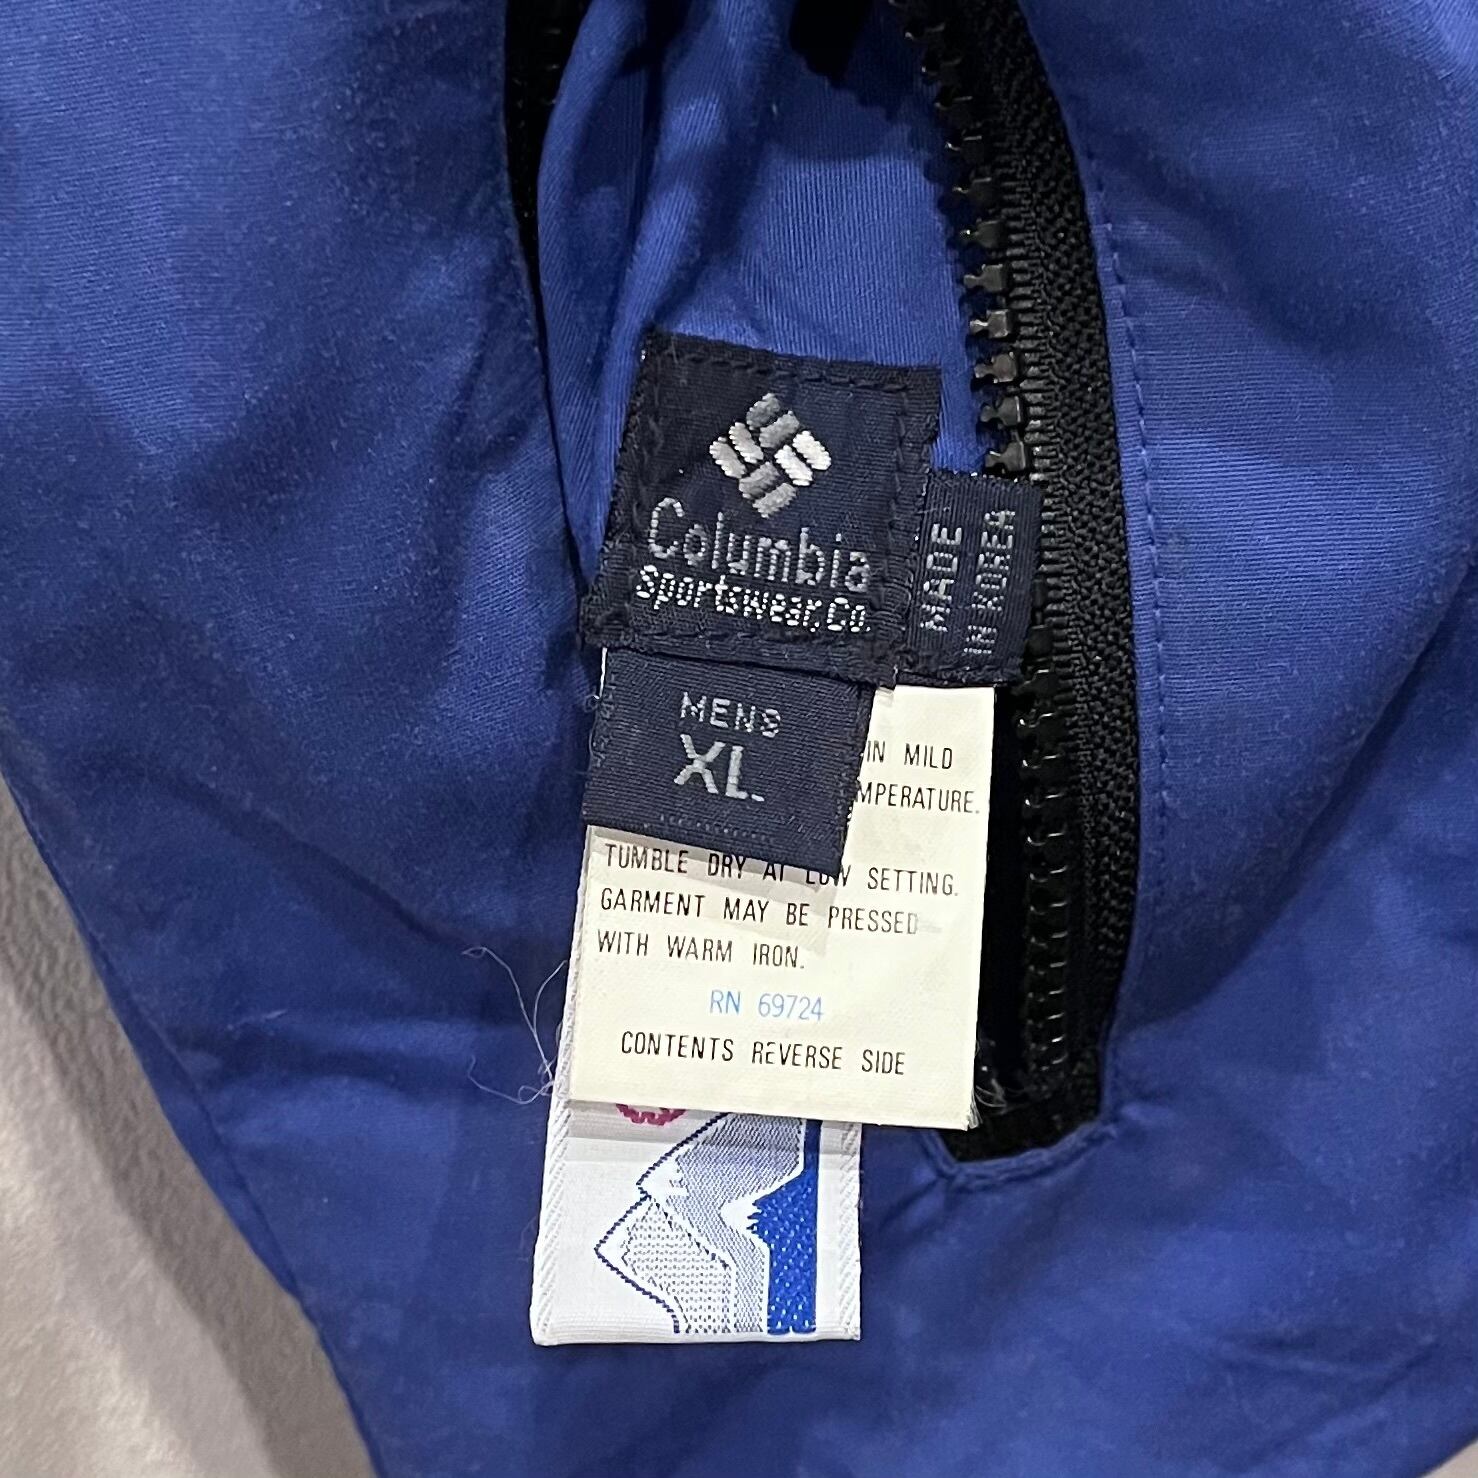 Columbia
Sportswear.Co.
MADE
IN KOREA
MENS
XL
IN MILD
TUMBLE DRY AT LOW SETTING.
GARMENT MAY BE PRESSED
WITH WARM IRON.
RN 69724
CONTENTS REVERSE SIDE